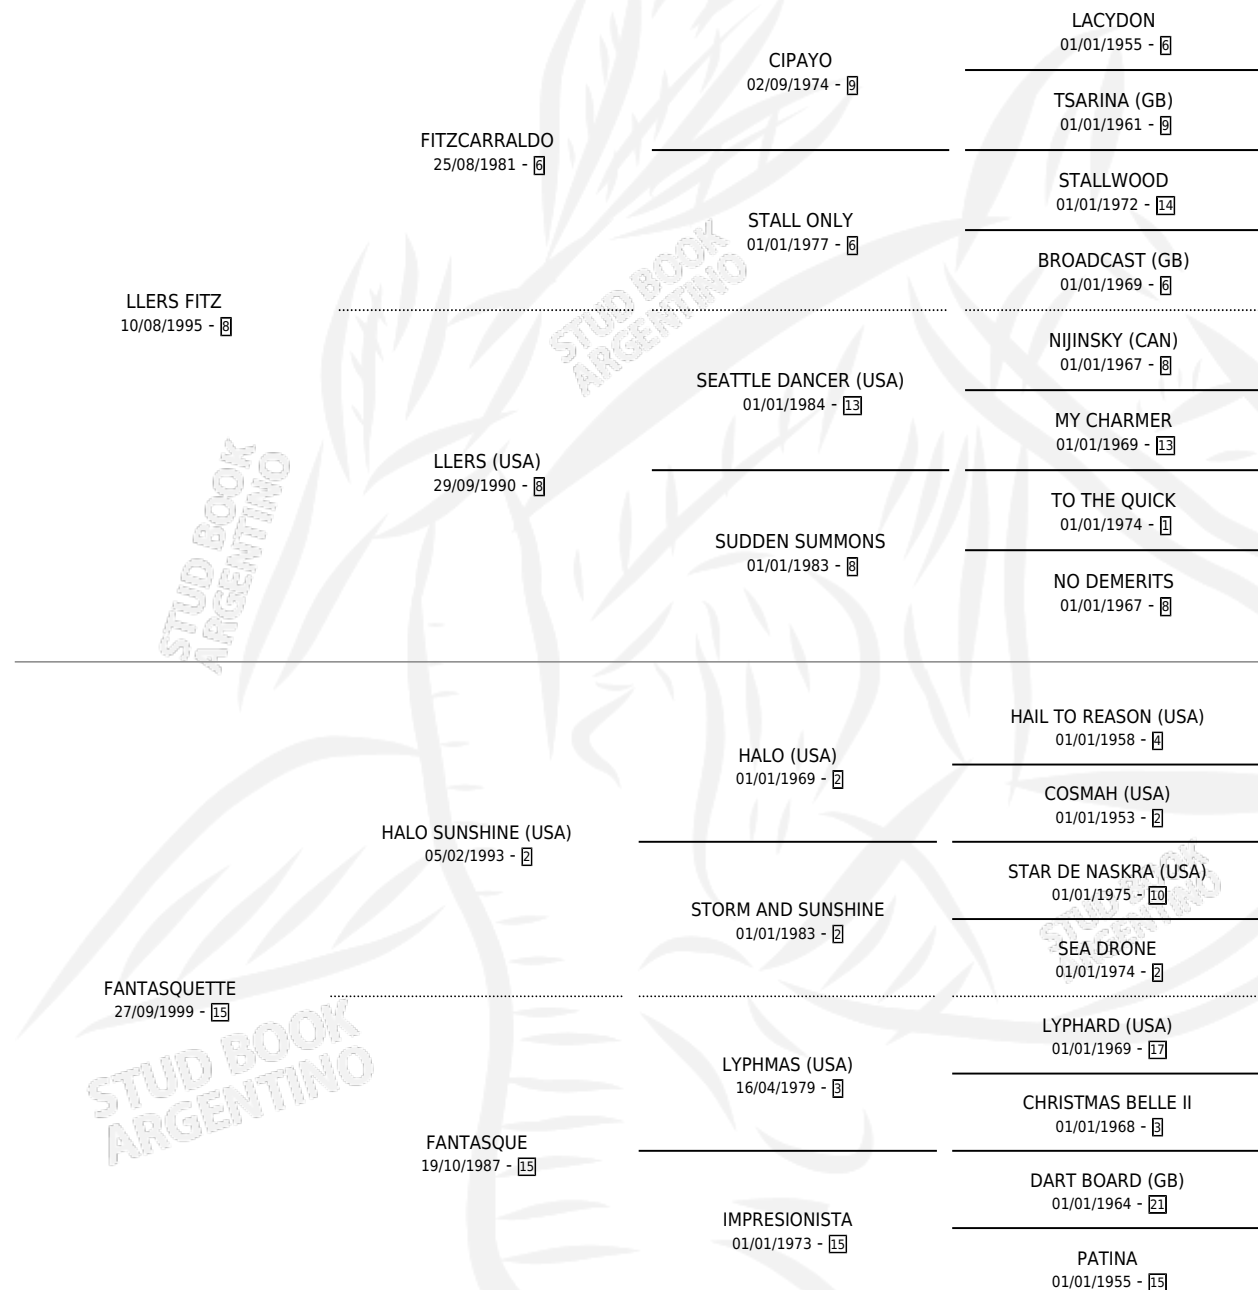 LACYDON
01/01/1955 - 6
CIPAYO
02/09/1974 - 9
TSARINA (GB)
01/01/1961 - 9
FITZCARRALDO
25/08/1981 - 6
STALLWOOD
01/01/1972 - 14
STALL ONLY
01/01/1977 - 6
BROADCAST (GB)
01/01/1969 - 6
LLERS FITZ
10/08/1995 - 8
NIJINSKY (CAN)
01/01/1967 - 8
SEATTLE DANCER (USA)
01/01/1984 - 13
MY CHARMER
01/01/1969 - 13
LLERS (USA)
29/09/1990 - 8
TO THE QUICK
01/01/1974 - 1
SUDDEN SUMMONS
01/01/1983 - 8
NO DEMERITS
01/01/1967 - 8
HAIL TO REASON (USA)
01/01/1958 - 4
HALO (USA)
01/01/1969 - 2
COSMAH (USA)
01/01/1953 - 2
HALO SUNSHINE (USA)
05/02/1993 - 2
STAR DE NASKRA (USA)
01/01/1975 - 10
STORM AND SUNSHINE
01/01/1983 - 2
SEA DRONE
01/01/1974 - 2
FANTASQUETTE
27/09/1999 - 15
LYPHARD (USA)
01/01/1969 - 17
LYPHMAS (USA)
16/04/1979 - 3
CHRISTMAS BELLE II
01/01/1968 - 3
FANTASQUE
19/10/1987 - 15
DART BOARD (GB)
01/01/1964 - 21
IMPRESIONISTA
01/01/1973 - 15
PATINA
01/01/1955 - 15
STUD BOOK
ARGENTINO
STUD BOOK
ARGENTINO
STUD BOOK
ARGENTINO
STUD BOOK
ARGENTINO